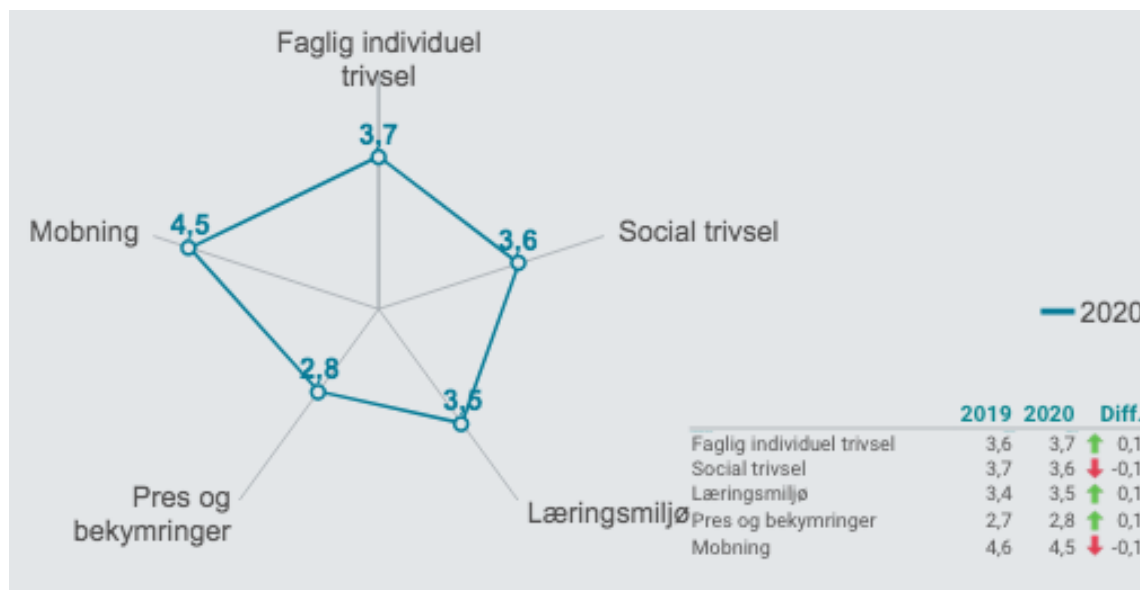 Faglig individuel
trivsel
3,7
Mobning
4,5
3,6
Social trivsel
2020
2,8
3,5
Pres og
bekymringer
Læringsmiljø
2019 2020 Diff.
Faglig individuel trivsel 3,6 3,7 0,1
Social trivsel 3,7 3,6 -0,1
Læringsmiljø 3,4 3,5 0,1
Pres og bekymringer 2,7 2,8 0,1
Mobning 4,6 4,5 -0,1